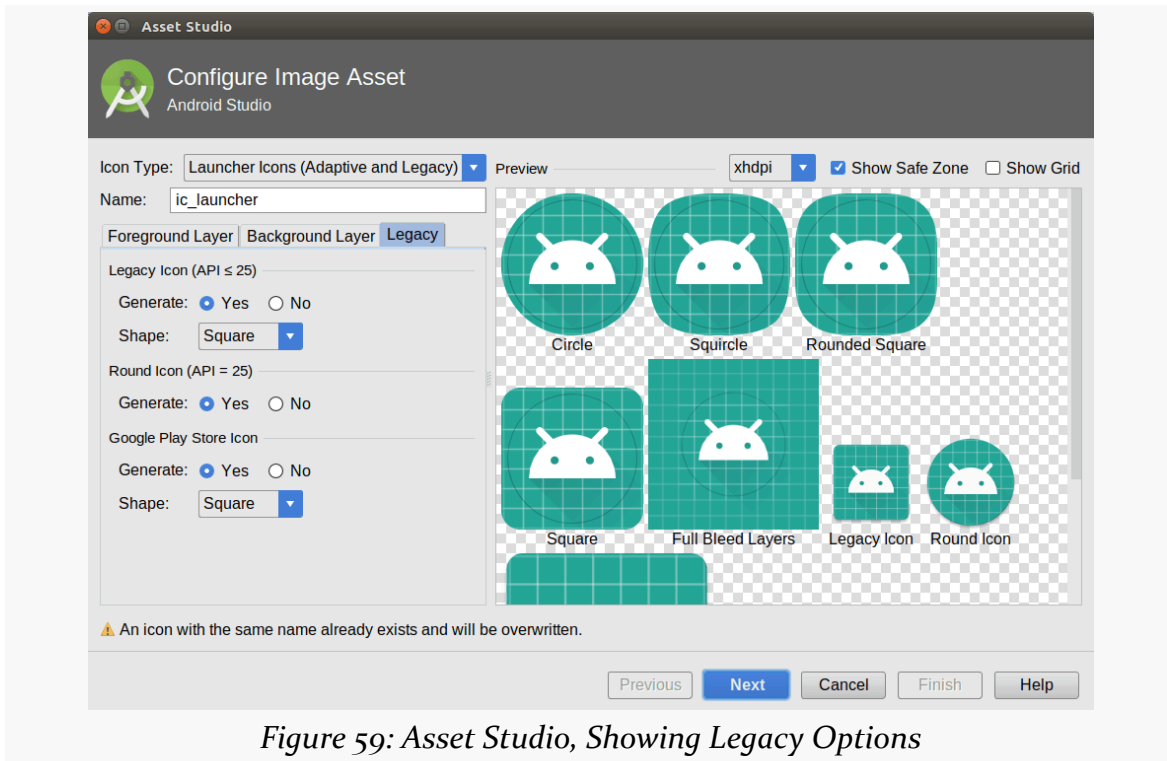 Asset Studio
Configure Image Asset
Android Studio
Icon Type: Launcher Icons (Adaptive and Legacy)
Name: ic_launcher
Foreground Layer Background Layer Legacy
Legacy Icon (API ≤ 25)
Generate: Yes No
Shape: Square
Round Icon (API = 25)
Generate: Yes No
Google Play Store Icon
Generate: Yes No
Shape: Square
Preview xhdpi Show Safe Zone Show Grid
Circle Squircle Rounded Square
Square Full Bleed Layers Legacy Icon Round Icon
An icon with the same name already exists and will be overwritten.
Previous Next Cancel Finish Help
Figure 59: Asset Studio, Showing Legacy Options